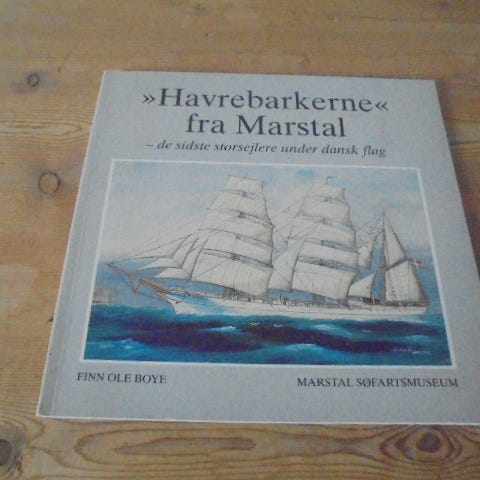 »Havrebarkerne«
fra Marstal
– de sidste storsejlere under dansk flag
FINN OLE BOYE
MARSTAL SØFARTSMUSEUM